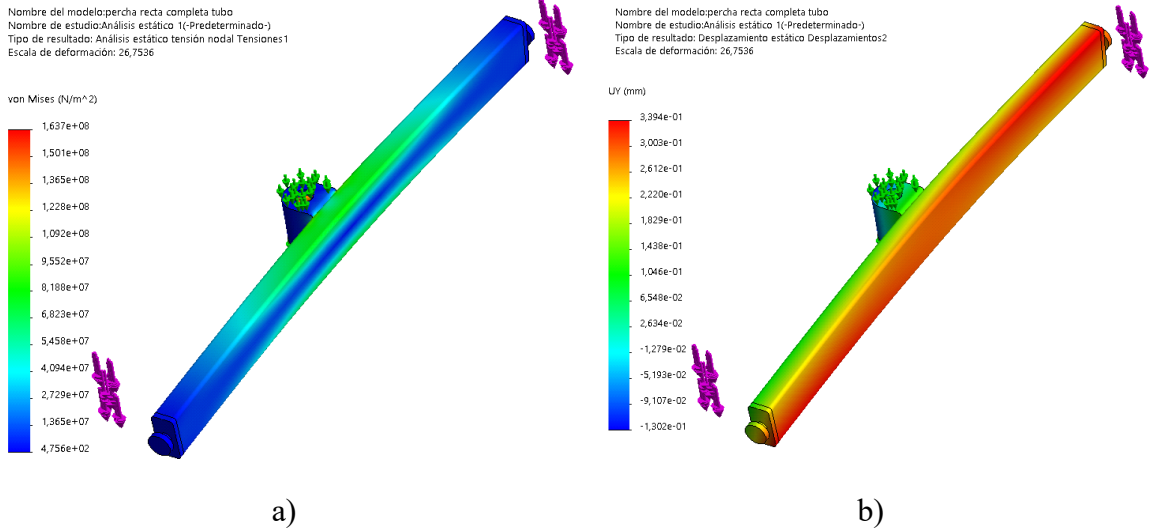 Nombre del modelo:percha recta completa tubo
Nombre de estudio:Análisis estático 1(-Predeterminado-)
Tipo de resultado: Análisis estático tensión nodal Tensiones1
Escala de deformación: 26,7536
von Mises (N/m^2)
1,637e+08
1,501e+08
1,365e+08
1,228e+08
1,092e+08
9,552e+07
8,188e+07
6,823e+07
5,458e+07
4,094e+07
2,729e+07
1,365e+07
4,756e+02
a)
Nombre del modelo:percha recta completa tubo
Nombre de estudio:Análisis estático 1(-Predeterminado-)
Tipo de resultado: Desplazamiento estático Desplazamientos2
Escala de deformación: 26,7536
UY (mm)
3,394e-01
3,003e-01
2,612e-01
2,220e-01
1,829e-01
1,438e-01
1,046e-01
6,548e-02
2,634e-02
-1,279e-02
-5,193e-02
-9,107e-02
-1,302e-01
b)